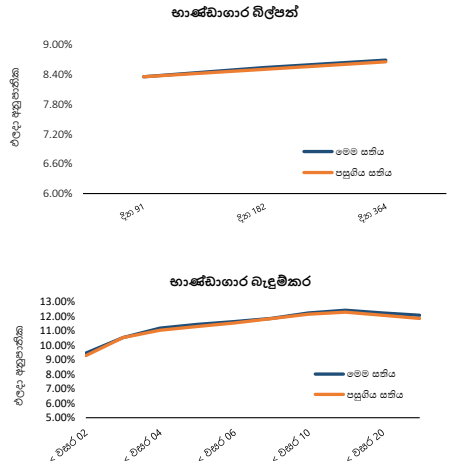 භාණ්ඩාගාර බිල්පත්
ඵලදා අනුපාතික
9.00%
8.40%
7.80%
7.20%
6.60%
6.00%
මෙම සතිය
පසුගිය සතිය
දින 91
දින 182
දින 364
භාණ්ඩාගාර බැඳුම්කර
ඵලදා අනුපාතික
13.00%
12.00%
11.00%
10.00%
9.00%
8.00%
7.00%
6.00%
5.00%
මෙම සතිය
පසුගිය සතිය
වසර 02
වසර 04
වසර 06
වසර 10
වසර 20